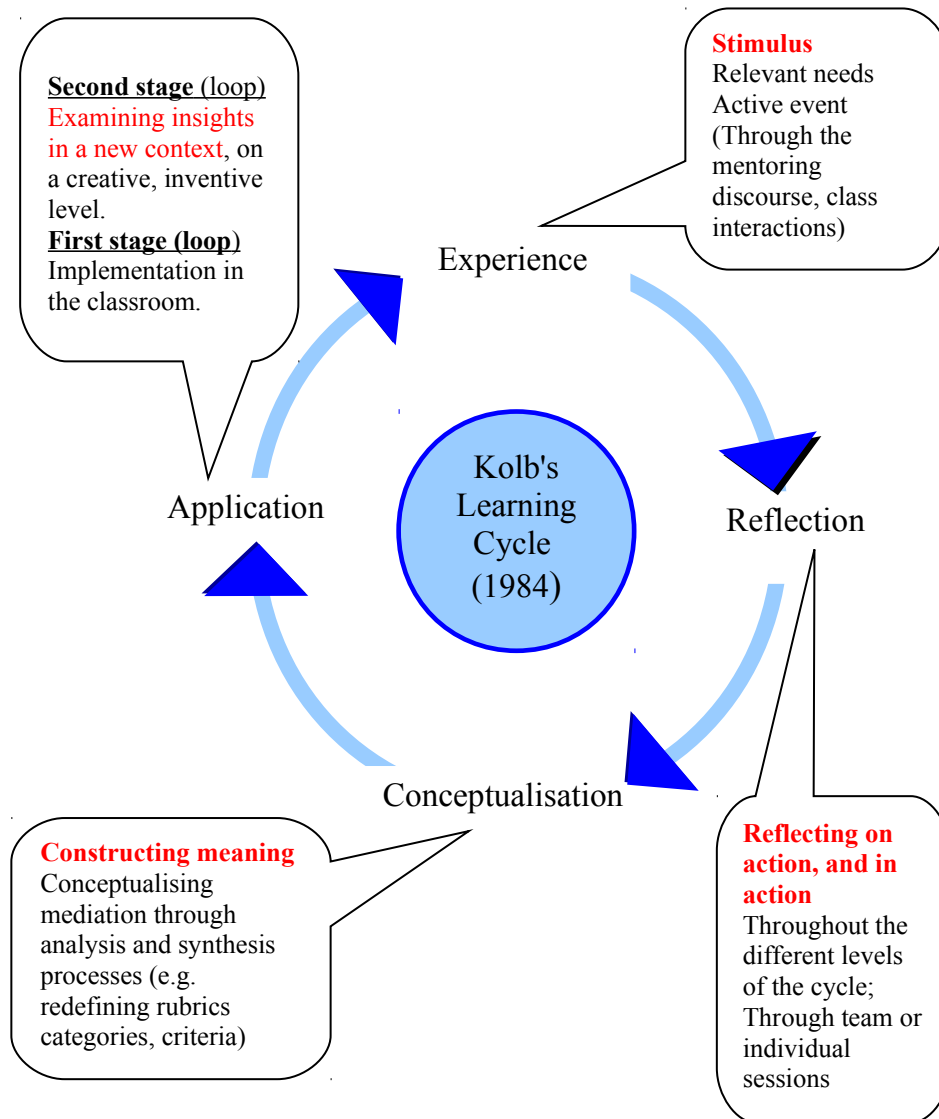 Second stage (loop)
Examining insights
in a new context, on
a creative, inventive
level.
First stage (loop)
Implementation in
the classroom.
Stimulus
Relevant needs
Active event
(Through the
mentoring
discourse, class
interactions)
Experience
Kolb's
Learning
Cycle
(1984)
Application
Reflection
Conceptualisation
Constructing meaning
Conceptualising
mediation through
analysis and synthesis
processes (e.g.
redefining rubrics
categories, criteria)
Reflecting on
action, and in
action
Throughout the
different levels
of the cycle;
Through team or
individual
sessions